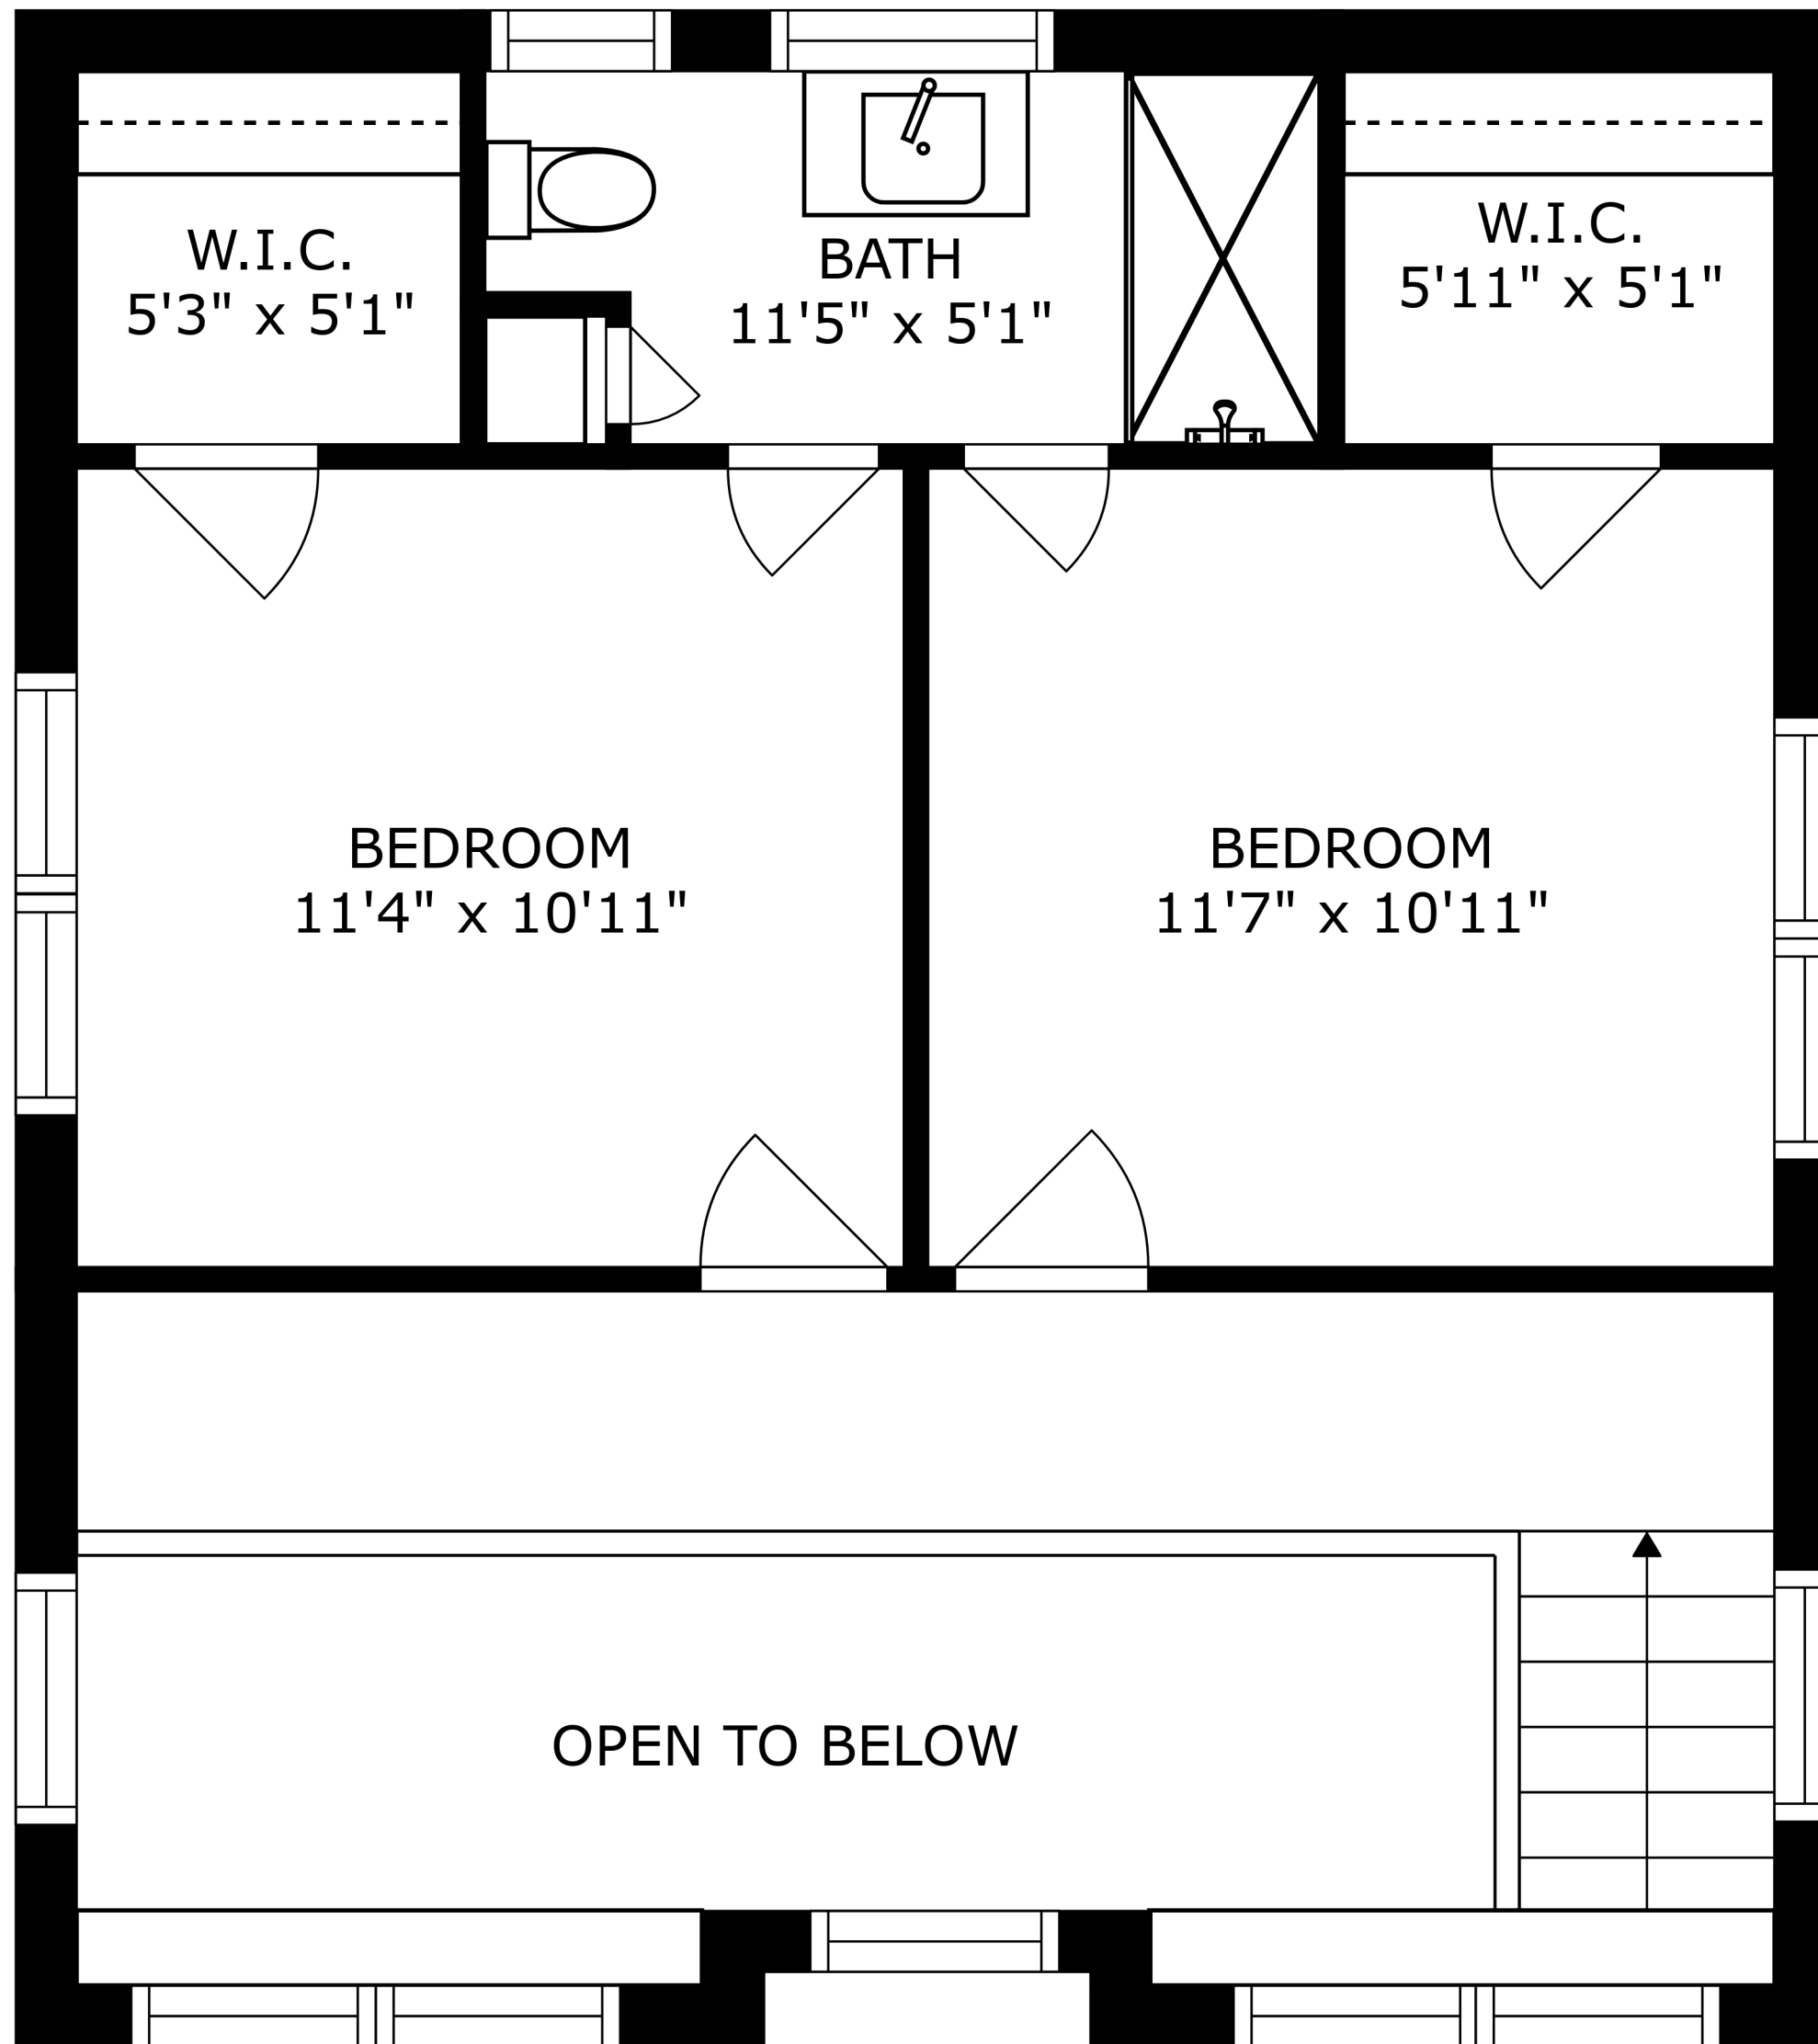 W.I.C.
5'3" x 5'1"
BATH
11'5" x 5'1"
W.I.C.
5'11" x 5'1"
BEDROOM
11'4" x 10'11"
BEDROOM
11'7" x 10'11"
OPEN TO BELOW